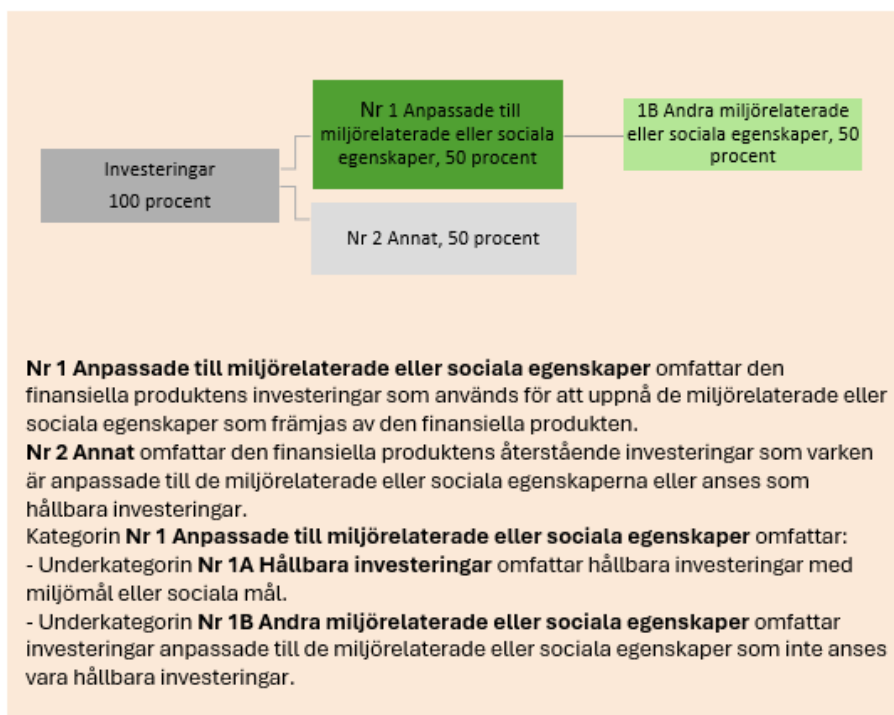 Investeringar
100 procent
Nr 1 Anpassade till
miljörelaterade eller sociala
egenskaper, 50 procent
1B Andra miljörelaterade
eller sociala egenskaper, 50
procent
Nr 2 Annat, 50 procent
Nr 1 Anpassade till miljörelaterade eller sociala egenskaper omfattar den
finansiella produktens investeringar som används för att uppnå de miljörelaterade eller
sociala egenskaper som främjas av den finansiella produkten.
Nr 2 Annat omfattar den finansiella produktens återstående investeringar som varken
är anpassade till de miljörelaterade eller sociala egenskaperna eller anses som
hållbara investeringar.
Kategorin Nr 1 Anpassade till miljörelaterade eller sociala egenskaper omfattar:
- Underkategorin Nr 1A Hållbara investeringar omfattar hållbara investeringar med
miljömål eller sociala mål.
- Underkategorin Nr 1B Andra miljörelaterade eller sociala egenskaper omfattar
investeringar anpassade till de miljörelaterade eller sociala egenskaper som inte anses
vara hållbara investeringar.